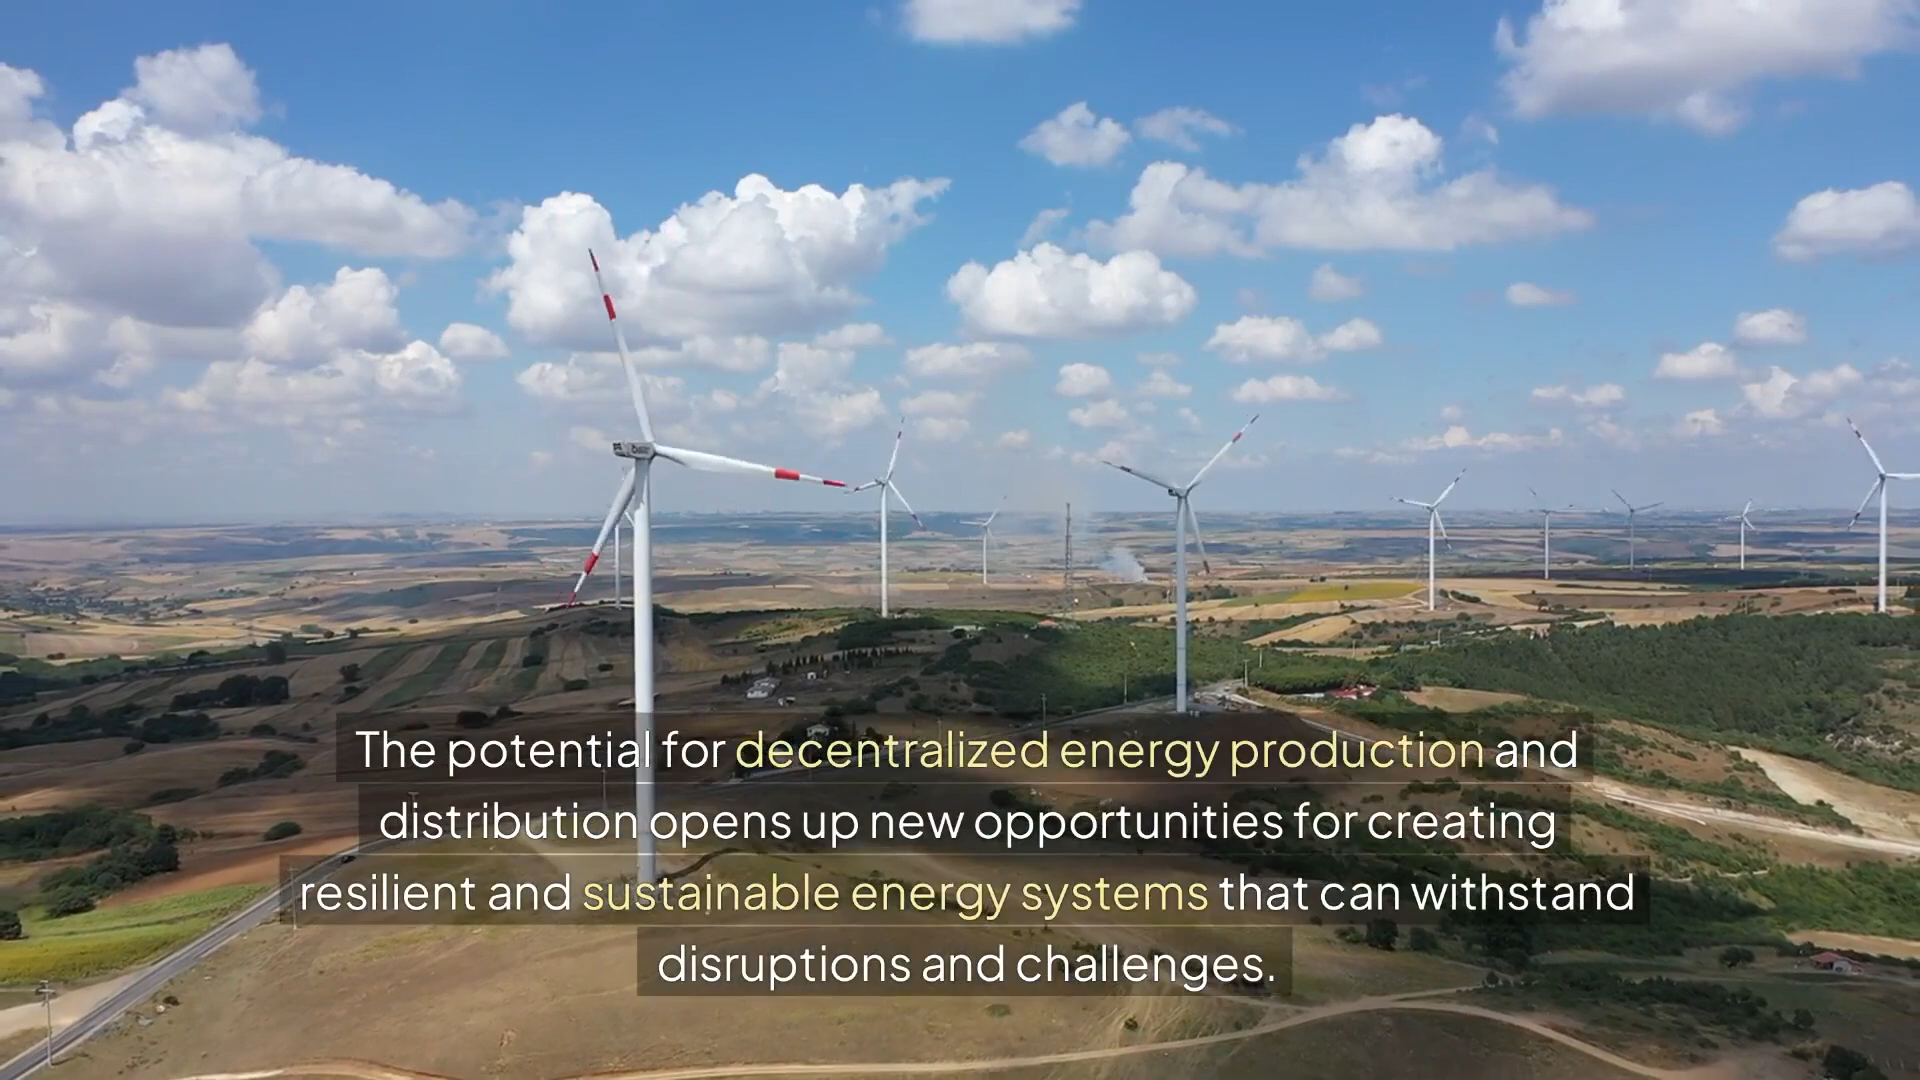 The potential for decentralized energy production and
distribution opens up new opportunities for creating
resilient and sustainable energy systems that can withstand
disruptions and challenges.